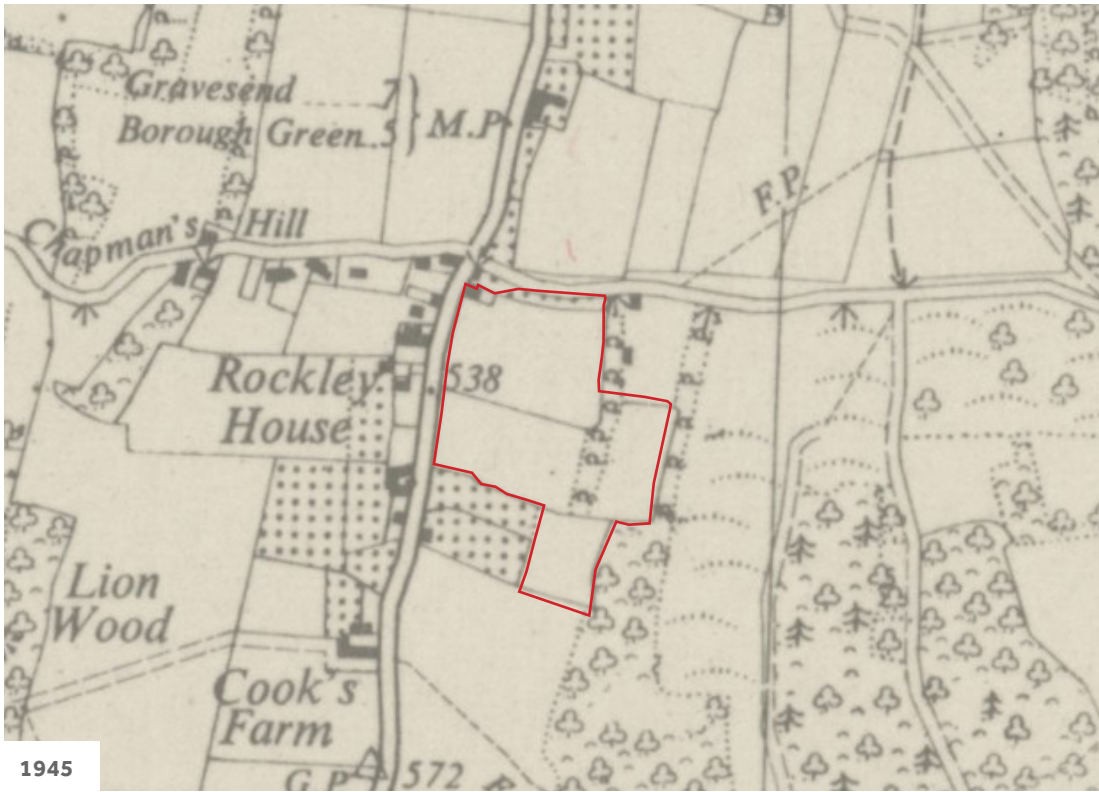 Gravesend 7
Borough Green 5
M.P.
F.P.
Chapman's Hill
538
Rockley
House
Lion
Wood
Cook's
Farm
G.P
572
1945